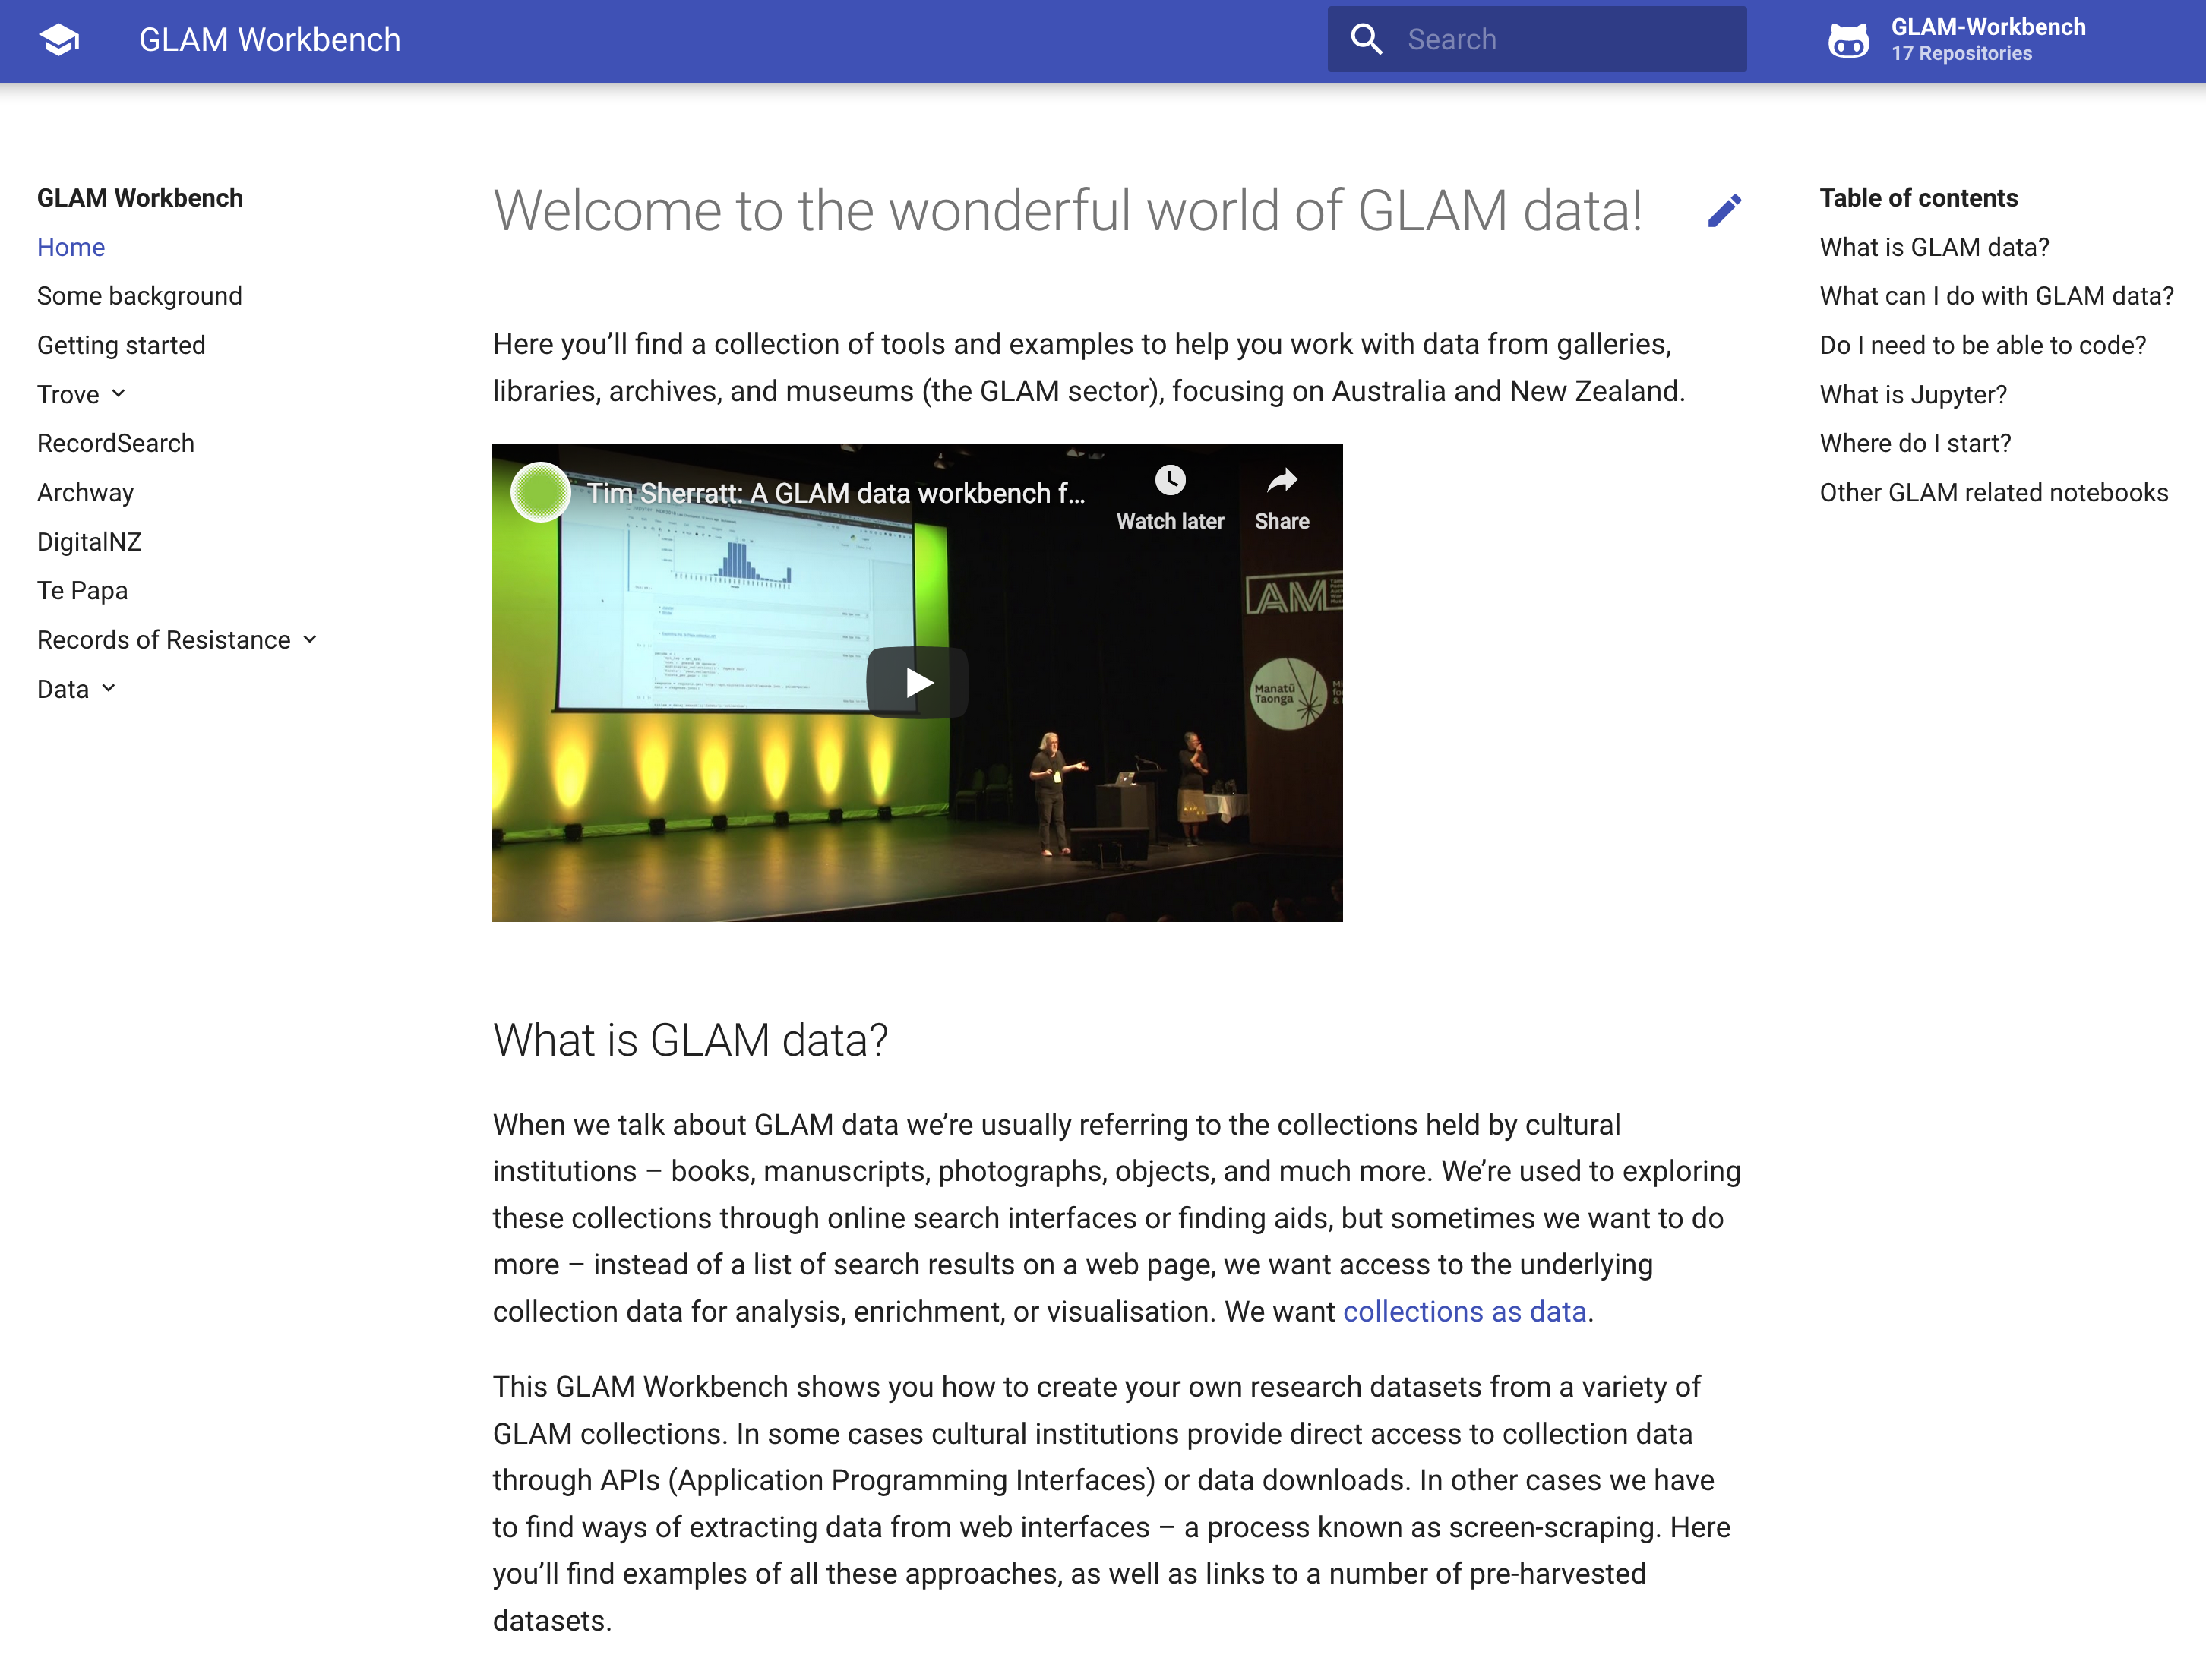 GLAM Workbench
Search
GLAM-Workbench
17 Repositories
GLAM Workbench
Home
Some background
Getting started
Trove
RecordSearch
Archway
DigitalNZ
Te Papa
Records of Resistance
Data
Welcome to the wonderful world of GLAM data!
Here you’ll find a collection of tools and examples to help you work with data from galleries,
libraries, archives, and museums (the GLAM sector), focusing on Australia and New Zealand.
Tim Sherratt: A GLAM data workbench f...
Watch later
Share
AM
Manatū
Taonga
What is GLAM data?
When we talk about GLAM data we’re usually referring to the collections held by cultural
institutions – books, manuscripts, photographs, objects, and much more. We’re used to exploring
these collections through online search interfaces or finding aids, but sometimes we want to do
more – instead of a list of search results on a web page, we want access to the underlying
collection data for analysis, enrichment, or visualisation. We want collections as data.
This GLAM Workbench shows you how to create your own research datasets from a variety of
GLAM collections. In some cases cultural institutions provide direct access to collection data
through APIs (Application Programming Interfaces) or data downloads. In other cases we have
to find ways of extracting data from web interfaces – a process known as screen-scraping. Here
you’ll find examples of all these approaches, as well as links to a number of pre-harvested
datasets.
Table of contents
What is GLAM data?
What can I do with GLAM data?
Do I need to be able to code?
What is Jupyter?
Where do I start?
Other GLAM related notebooks